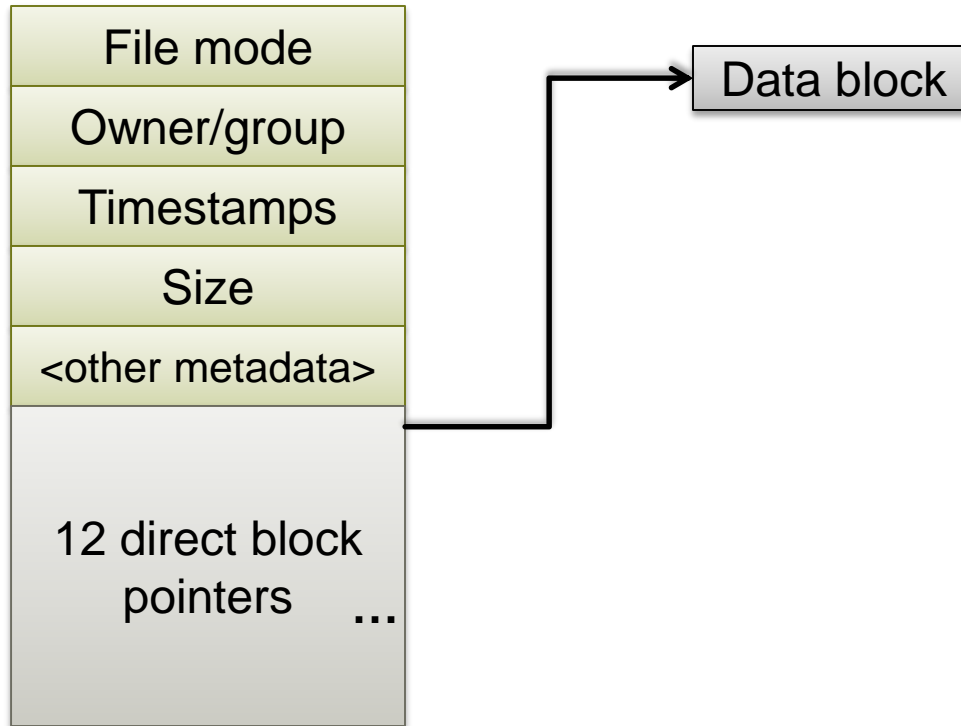 File mode
Data block
Owner/group
Timestamps
Size
<other metadata>
12 direct block
pointers ...